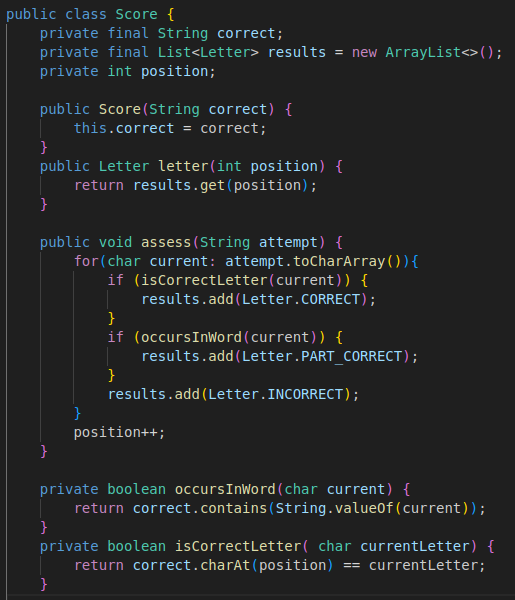 public class Score {
    private final String correct;
    private final List<Letter> results = new ArrayList<>();
    private int position;

    public Score(String correct) {
        this.correct = correct;
    }
    public Letter letter(int position) {
        return results.get(position);
    }

    public void assess(String attempt) {
        for(char current: attempt.toCharArray()){
            if (isCorrectLetter(current)) {
                results.add(Letter.CORRECT);
            }
            if (occursInWord(current)) {
                results.add(Letter.PART_CORRECT);
            }
            results.add(Letter.INCORRECT);
        }
        position++;
    }

    private boolean occursInWord(char current) {
        return correct.contains(String.valueOf(current));
    }
    private boolean isCorrectLetter( char currentLetter) {
        return correct.charAt(position) == currentLetter;
    }